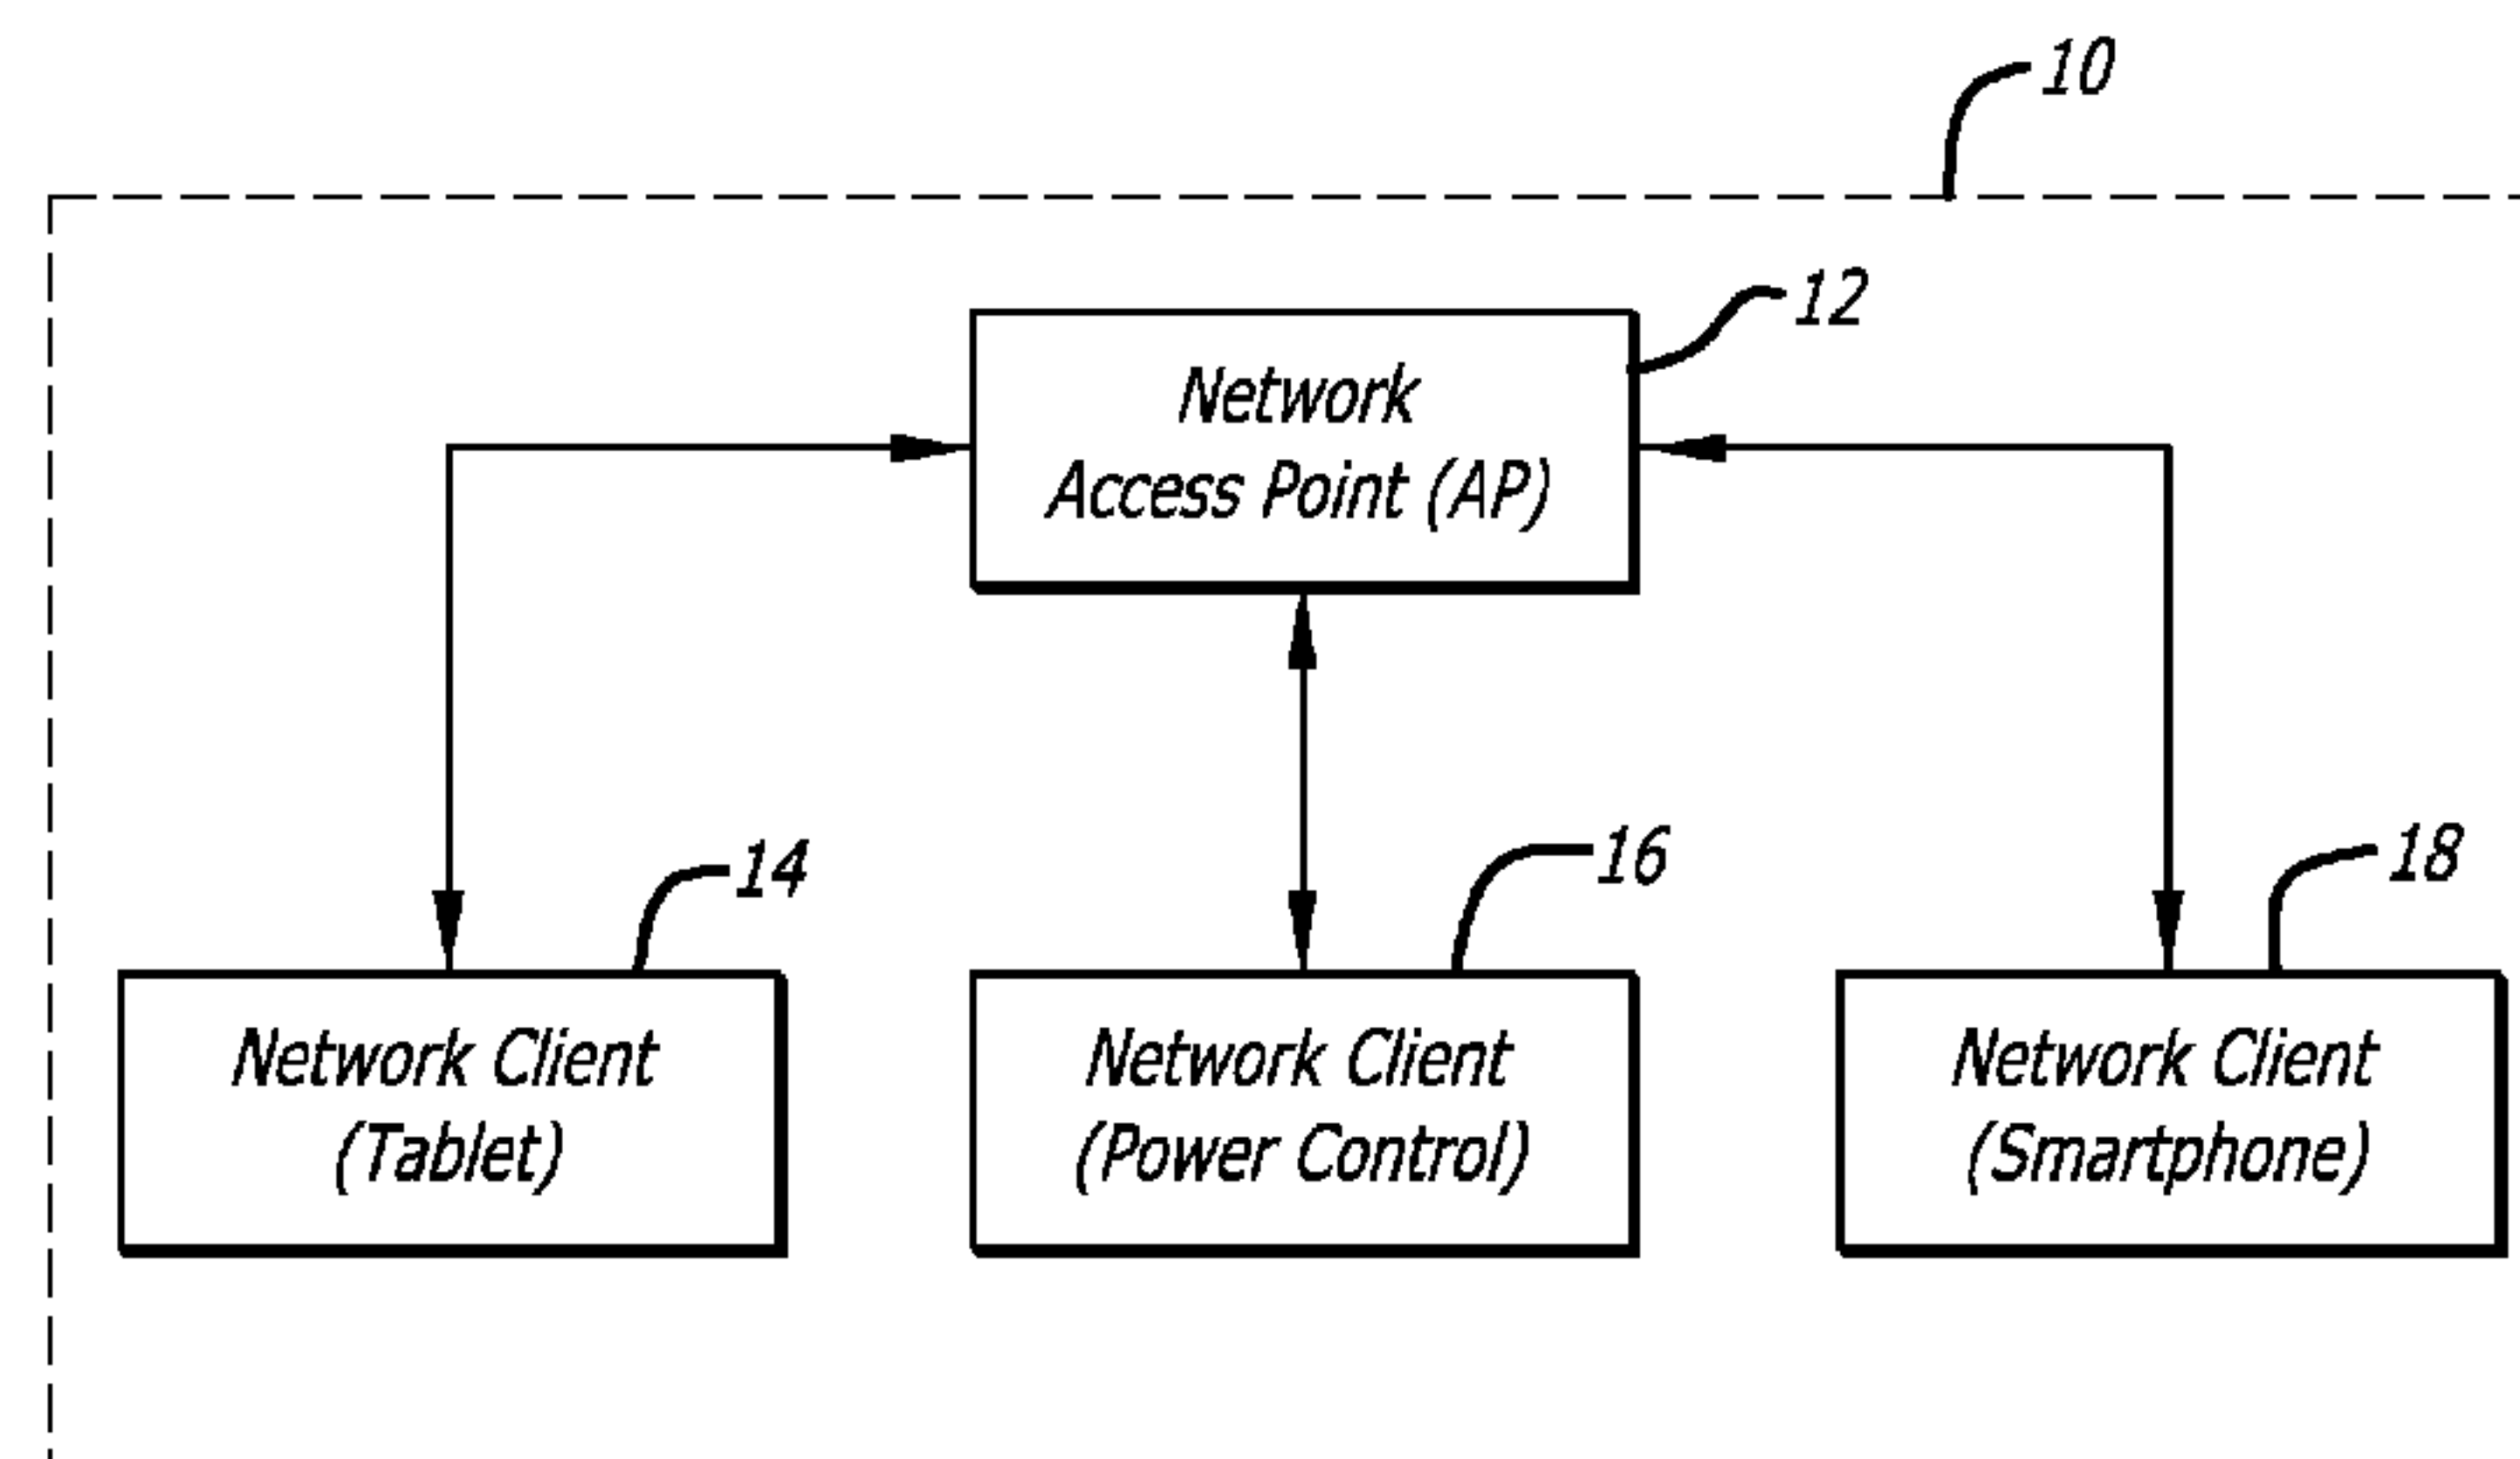 10
12
Network
Access Point (AP)
14
16
18
Network Client
(Tablet)
Network Client
(Power Control)
Network Client
(Smartphone)